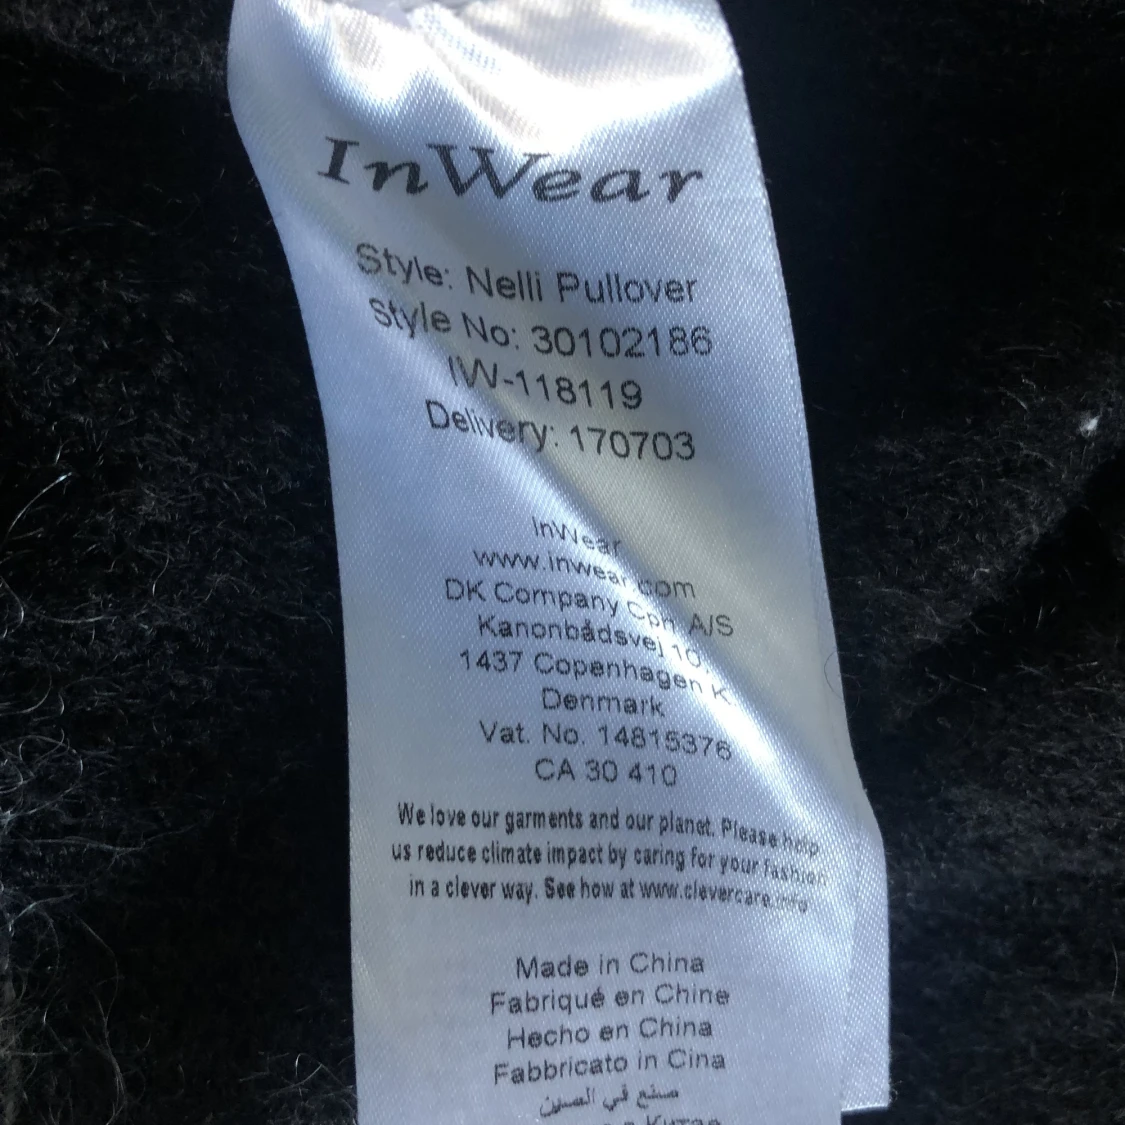 InWear
Style: Nelli Pullover
Style No: 30102186
IW-118119
Delivery: 170703
InWear
www.inwear.com
DK Company Cph A/S
Kanonbådsvej 10,
1437 Copenhagen K.
Denmark
Vat. No. 14815376
CA 30 410
We love our garments and our planet. Please help
us reduce climate impact by caring for your fashion
in a clever way. See how at www.clevercare.info
Made in China
Fabriqué en Chine
Hecho en China
Fabbricato in Cina
صنع في الصين